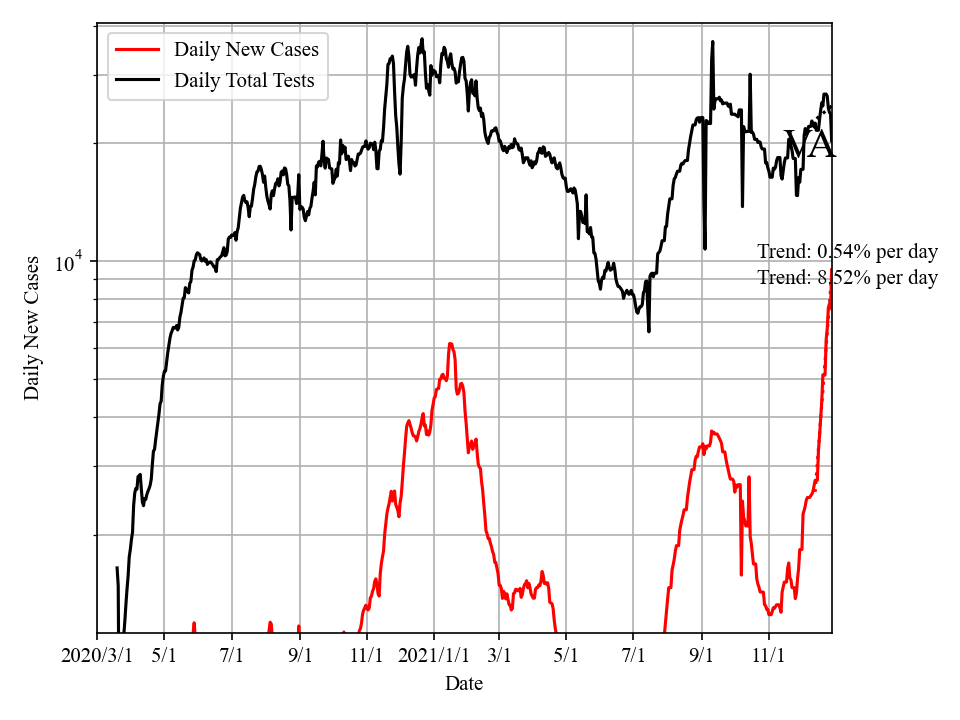 Daily New Cases
Daily Total Tests
VA
10^4
Trend: 0.54% per day
Trend: 8.52% per day
Daily New Cases
2020/3/1 5/1 7/1 9/1 11/1 2021/1/1 3/1 5/1 7/1 9/1 11/1
Date